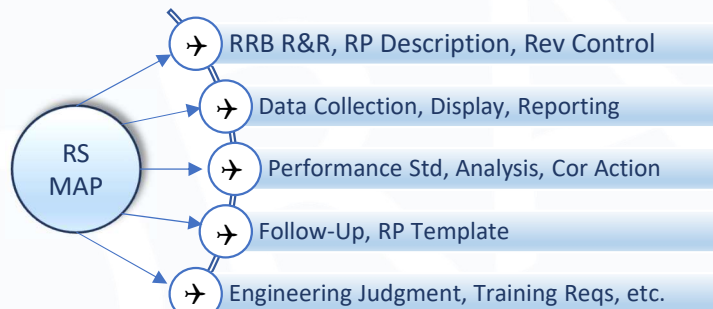 RRB R&R, RP Description, Rev Control
Data Collection, Display, Reporting
RS
MAP
Performance Std, Analysis, Cor Action
Follow-Up, RP Template
Engineering Judgment, Training Reqs, etc.